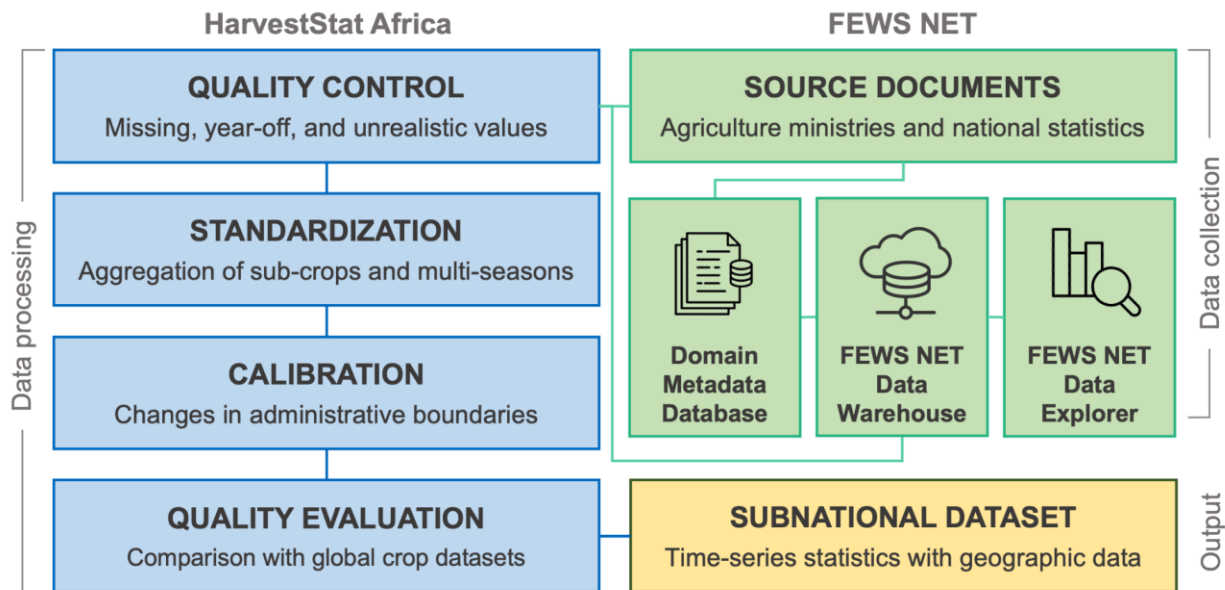 HarvestStat Africa
FEWS NET
Data processing
QUALITY CONTROL
Missing, year-off, and unrealistic values
STANDARDIZATION
Aggregation of sub-crops and multi-seasons
CALIBRATION
Changes in administrative boundaries
QUALITY EVALUATION
Comparison with global crop datasets
SOURCE DOCUMENTS
Agriculture ministries and national statistics
Domain
Metadata
Database
FEWS NET
Data
Warehouse
FEWS NET
Data
Explorer
Data collection
SUBNATIONAL DATASET
Time-series statistics with geographic data
Output